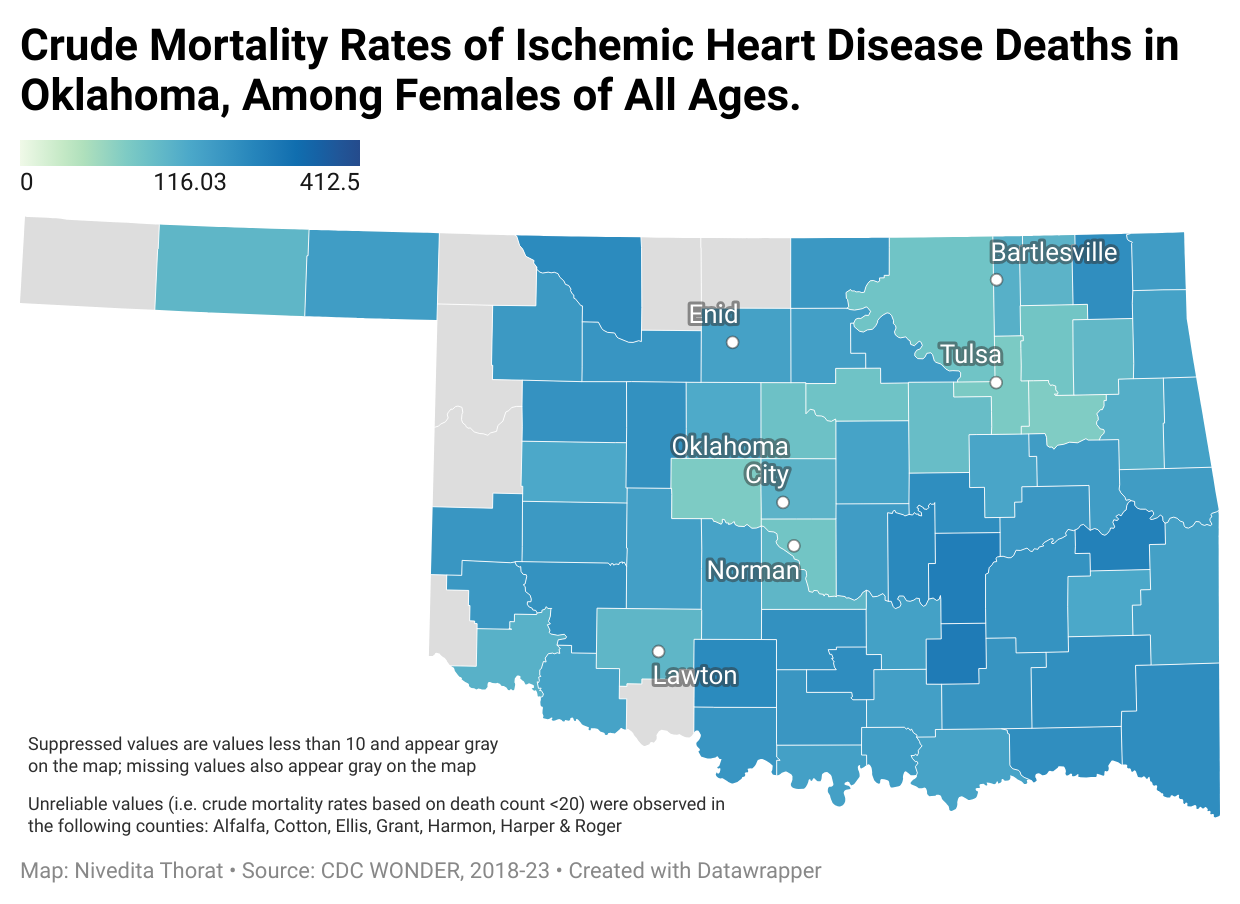 Crude Mortality Rates of Ischemic Heart Disease Deaths in
Oklahoma, Among Females of All Ages.
0 116.03 412.5
Bartlesville
Enid
Tulsa
Oklahoma
City
Norman
Lawton
Suppressed values are values less than 10 and appear gray
on the map; missing values also appear gray on the map
Unreliable values (i.e. crude mortality rates based on death count <20) were observed in
the following counties: Alfalfa, Cotton, Ellis, Grant, Harmon, Harper & Roger
Map: Nivedita Thorat • Source: CDC WONDER, 2018-23 • Created with Datawrapper